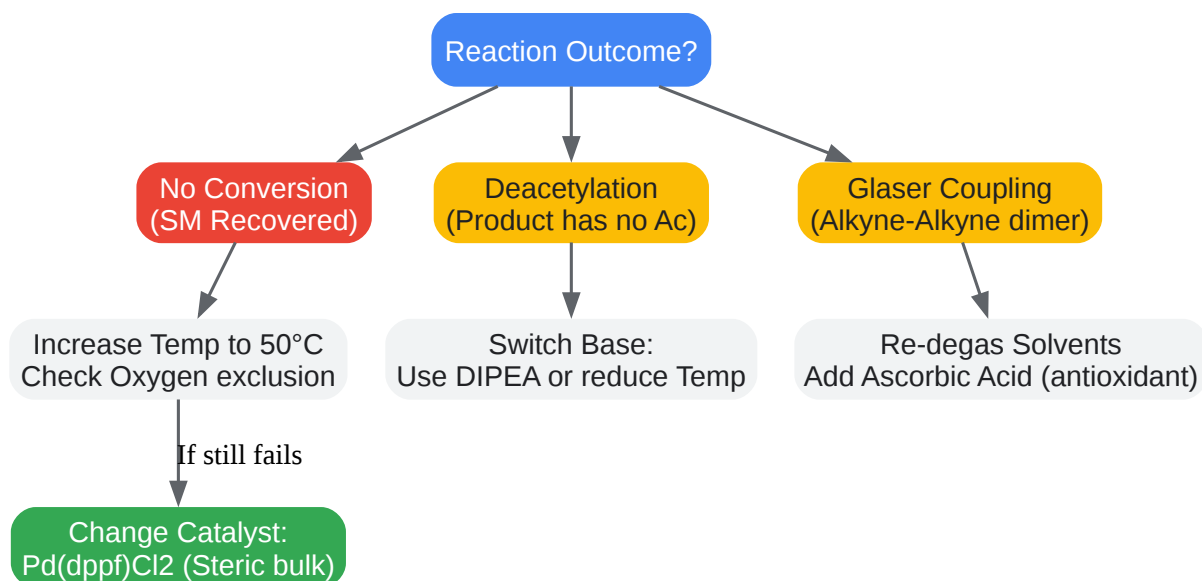 Reaction Outcome?
No Conversion
(SM Recovered)
Deacetylation
(Product has no Ac)
Glaser Coupling
(Alkyne-Alkyne dimer)
Increase Temp to 50°C
Check Oxygen exclusion
Switch Base:
Use DIPEA or reduce Temp
Re-degas Solvents
Add Ascorbic Acid (antioxidant)
If still fails
Change Catalyst:
Pd(dppf)Cl2 (Steric bulk)